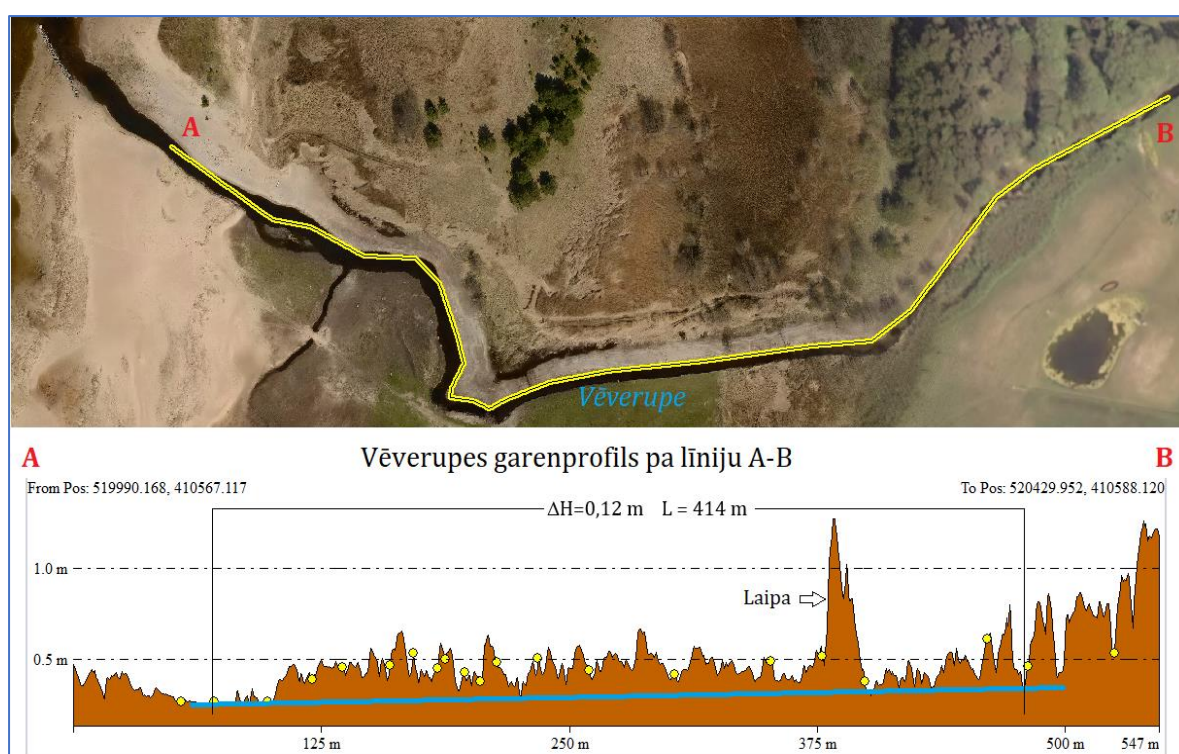 A
B
Vēverupe
A
Vēverupes garenprofils pa līniju A-B
B
From Pos: 519990.168, 410567.117
To Pos: 520429.952, 410588.120
ΔH=0,12 m L = 414 m
1.0 m
Laipa
0.5 m
125 m 250 m 375 m 500 m 547 m